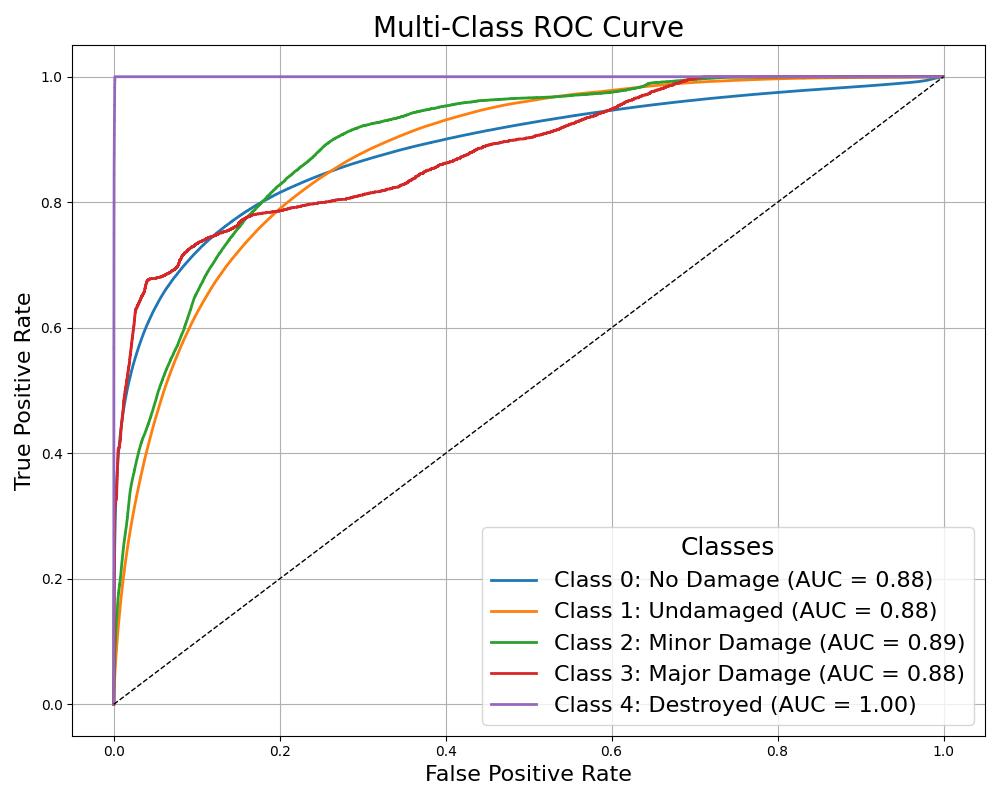 Multi-Class ROC Curve
True Positive Rate
1.0
0.8
0.6
0.4
0.2
0.0
Classes
Class 0: No Damage (AUC = 0.88)
Class 1: Undamaged (AUC = 0.88)
Class 2: Minor Damage (AUC = 0.89)
Class 3: Major Damage (AUC = 0.88)
Class 4: Destroyed (AUC = 1.00)
0.0 0.2 0.4 0.6 0.8 1.0
False Positive Rate